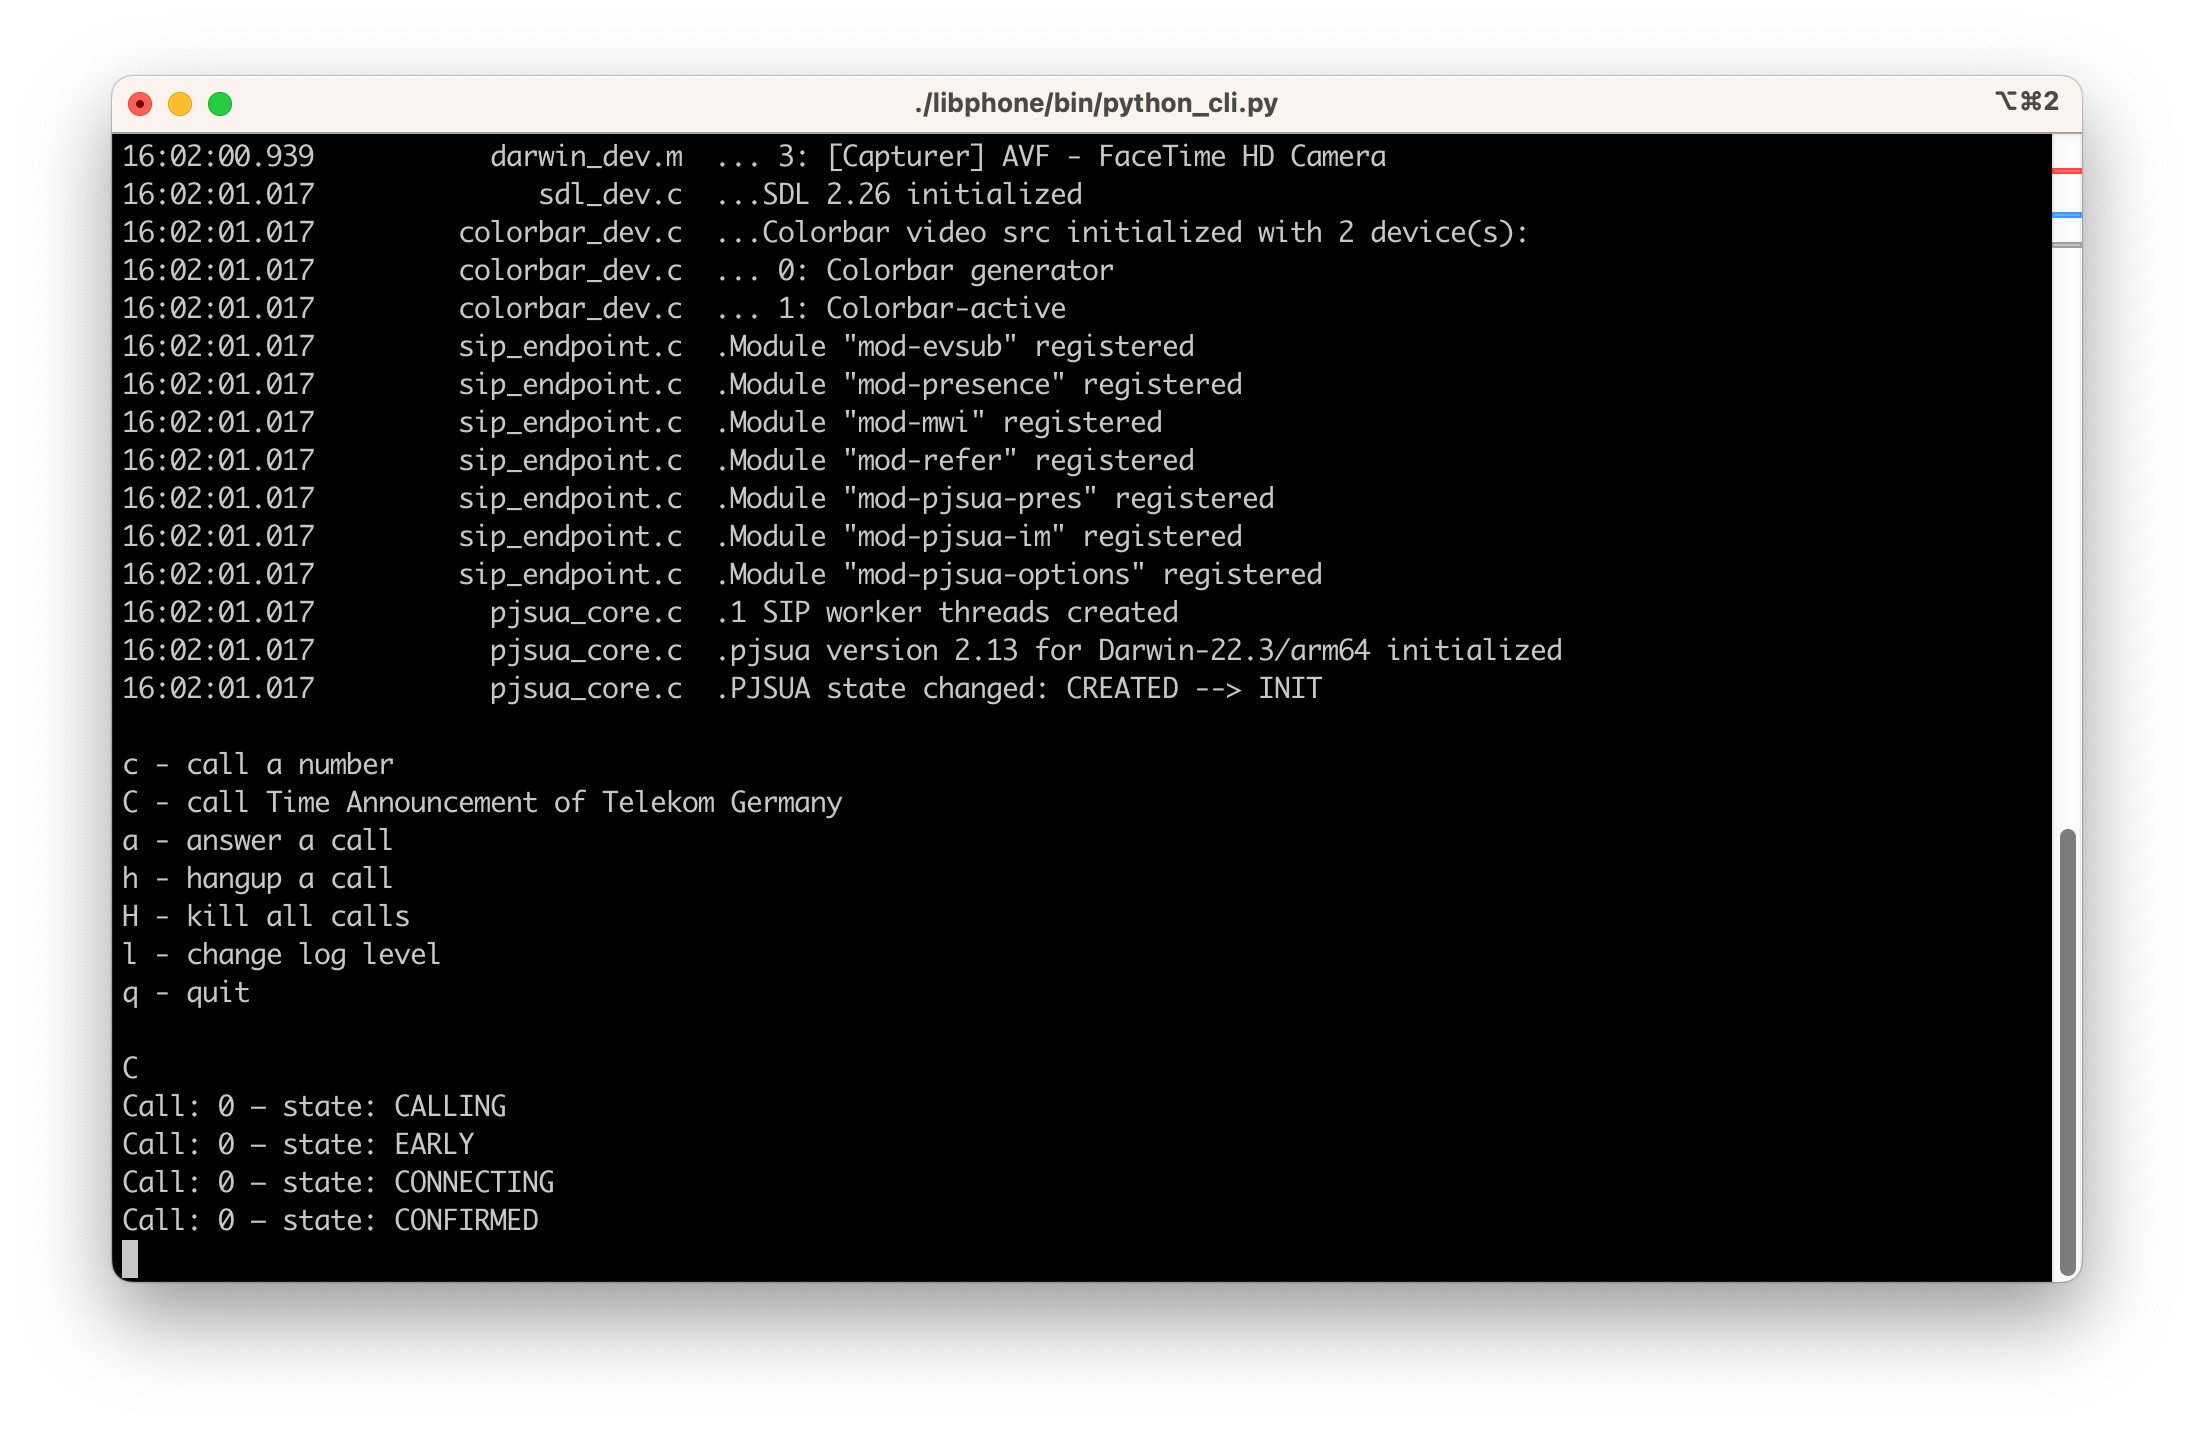 ./libphone/bin/python_cli.py ⌥⌘2
16:02:00.939           darwin_dev.m  ... 3: [Capturer] AVF - FaceTime HD Camera
16:02:01.017              sdl_dev.c  ...SDL 2.26 initialized
16:02:01.017         colorbar_dev.c  ...Colorbar video src initialized with 2 device(s):
16:02:01.017         colorbar_dev.c  ... 0: Colorbar generator
16:02:01.017         colorbar_dev.c  ... 1: Colorbar-active
16:02:01.017         sip_endpoint.c  .Module "mod-evsub" registered
16:02:01.017         sip_endpoint.c  .Module "mod-presence" registered
16:02:01.017         sip_endpoint.c  .Module "mod-mwi" registered
16:02:01.017         sip_endpoint.c  .Module "mod-refer" registered
16:02:01.017         sip_endpoint.c  .Module "mod-pjsua-pres" registered
16:02:01.017         sip_endpoint.c  .Module "mod-pjsua-im" registered
16:02:01.017         sip_endpoint.c  .Module "mod-pjsua-options" registered
16:02:01.017           pjsua_core.c  .1 SIP worker threads created
16:02:01.017           pjsua_core.c  .pjsua version 2.13 for Darwin-22.3/arm64 initialized
16:02:01.017           pjsua_core.c  .PJSUA state changed: CREATED --> INIT
c - call a number
C - call Time Announcement of Telekom Germany
a - answer a call
h - hangup a call
H - kill all calls
l - change log level
q - quit
C
Call: 0 – state: CALLING
Call: 0 – state: EARLY
Call: 0 – state: CONNECTING
Call: 0 – state: CONFIRMED